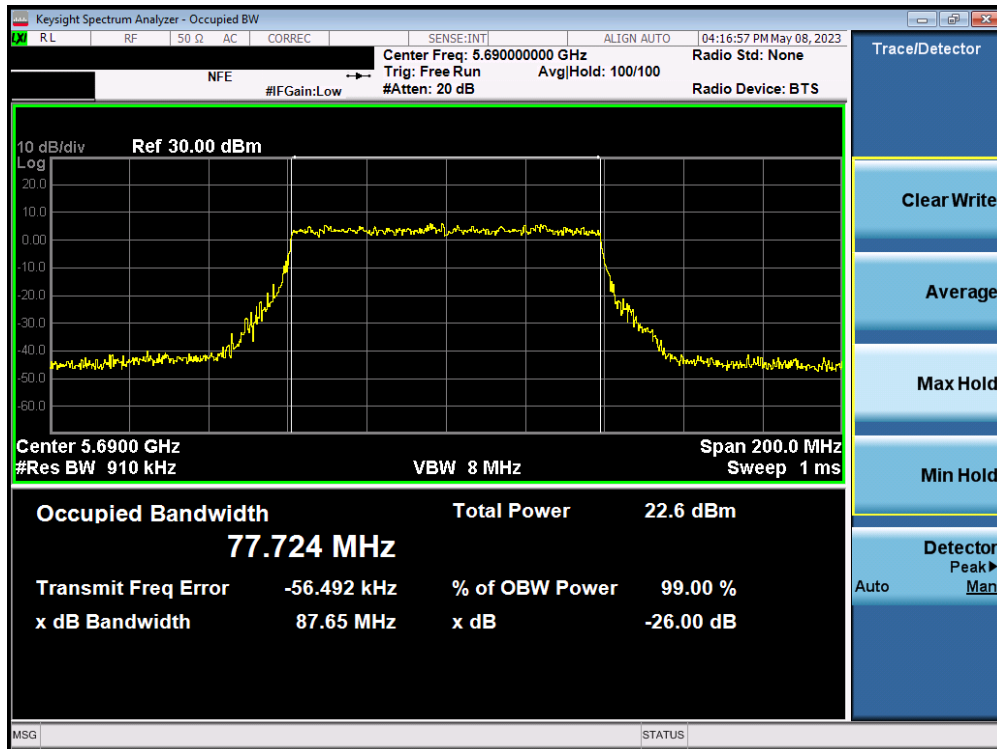 Keysight Spectrum Analyzer - Occupied BW
LXI RL RF 50 Ω AC CORREC SENSE:INT ALIGN AUTO 04:16:57 PM May 08, 2023
Center Freq: 5.690000000 GHz Radio Std: None
NFE Trig: Free Run Avg|Hold: 100/100
#IFGain:Low #Atten: 20 dB Radio Device: BTS
10 dB/div Ref 30.00 dBm
Log
20.0
10.0
0.00
-10.0
-20.0
-30.0
-40.0
-50.0
-60.0
Center 5.6900 GHz Span 200.0 MHz
#Res BW 910 kHz VBW 8 MHz Sweep 1 ms
Occupied Bandwidth Total Power 22.6 dBm
77.724 MHz
Transmit Freq Error -56.492 kHz % of OBW Power 99.00 %
x dB Bandwidth 87.65 MHz x dB -26.00 dB
MSG STATUS
Trace/Detector
Clear Write
Average
Max Hold
Min Hold
Detector
Peak▶
Auto Man